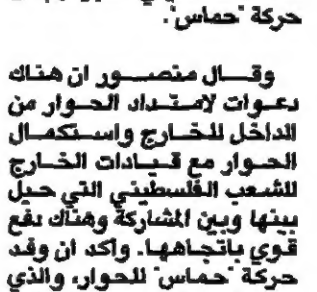 حركة "حماس".
وقال منصور ان هناك
دعوات لامتداد الحوار من
الداخل للخارج واستكمال
الحوار مع قيادات الخارج
للشعب الفلسطيني التي حيل
بينها وبين المشاركة وهناك دفع
قوي باتجاهها. واكد ان وفد
حركة "حماس" للحوار، والذي